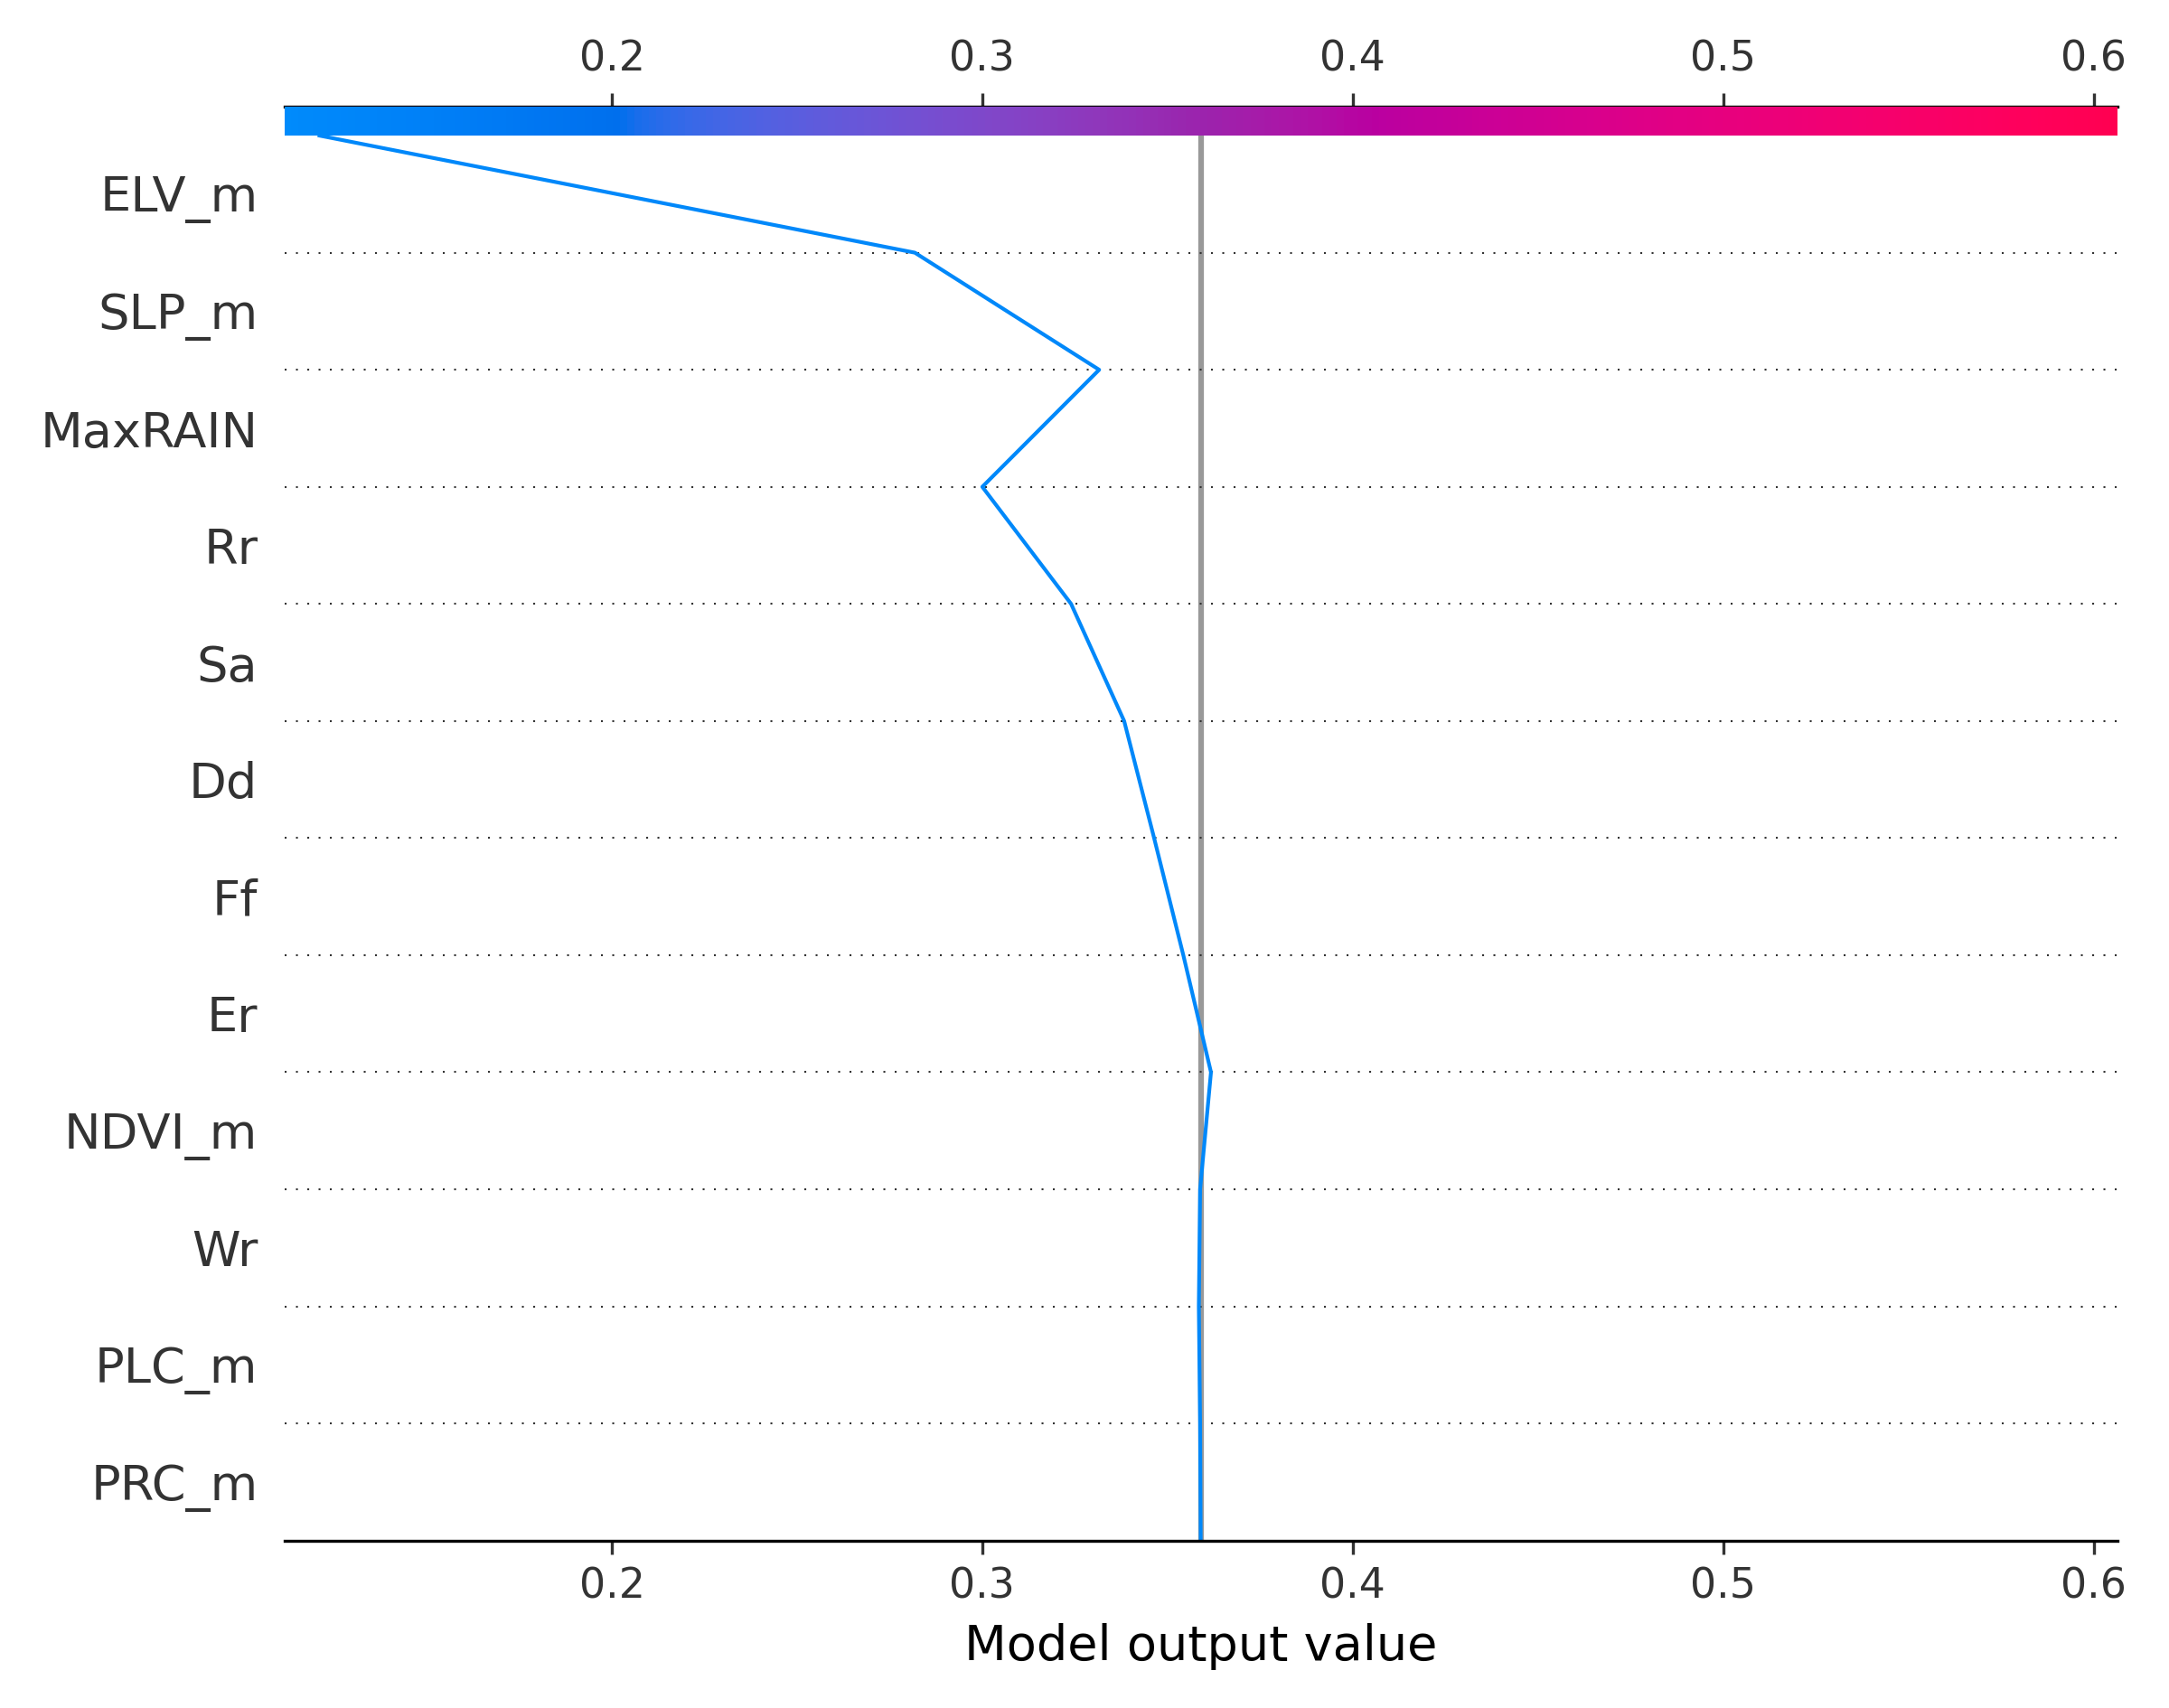 0.2 0.3 0.4 0.5 0.6
ELV_m
SLP_m
MaxRAIN
Rr
Sa
Dd
Ff
Er
NDVI_m
Wr
PLC_m
PRC_m
0.2 0.3 0.4 0.5 0.6
Model output value